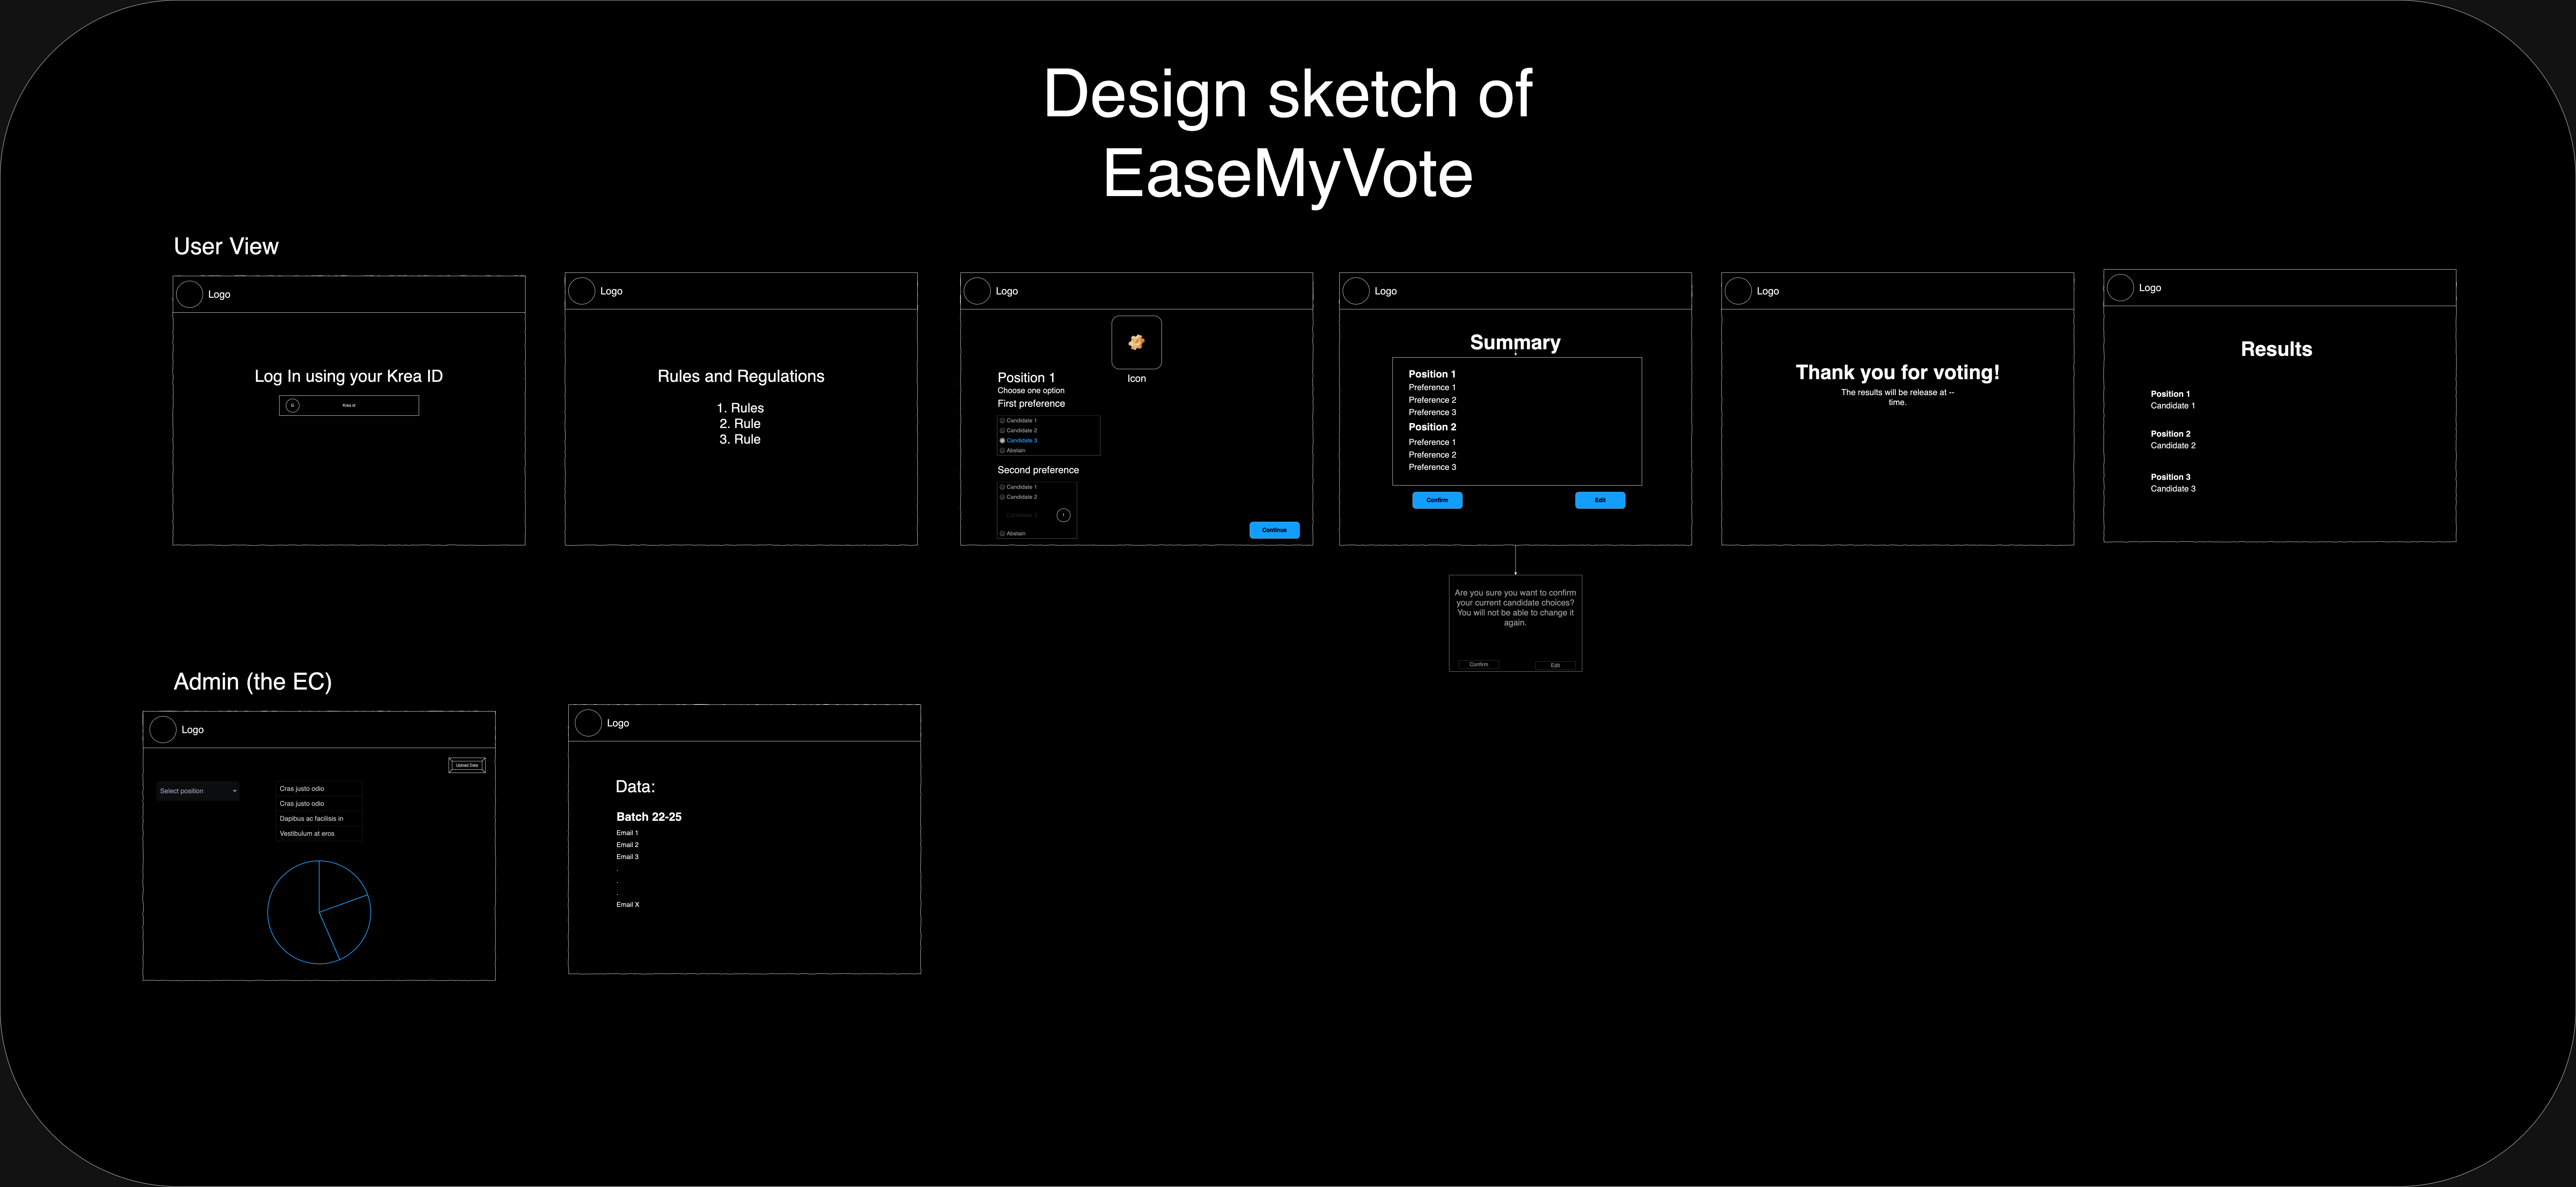 Design sketch of
EaseMyVote
User View
Logo
Log In using your Krea ID
G
Krea id
Logo
Rules and Regulations
1. Rules
2. Rule
3. Rule
Logo
Icon
Position 1
Choose one option
First preference
Candidate 1
Candidate 2
Candidate 3
Abstain
Second preference
Candidate 1
Candidate 2
Candidate 3
1
Abstain
Continue
Logo
Summary
Position 1
Preference 1
Preference 2
Preference 3
Position 2
Preference 1
Preference 2
Preference 3
Confirm
Edit
Are you sure you want to confirm
your current candidate choices?
You will not be able to change it
again.
Confirm
Edit
Logo
Thank you for voting!
The results will be release at --
time.
Logo
Results
Position 1
Candidate 1
Position 2
Candidate 2
Position 3
Candidate 3
Admin (the EC)
Logo
Upload Data
Select position
Cras justo odio
Cras justo odio
Dapibus ac facilisis in
Vestibulum at eros
Logo
Data:
Batch 22-25
Email 1
Email 2
Email 3
.
.
.
Email X